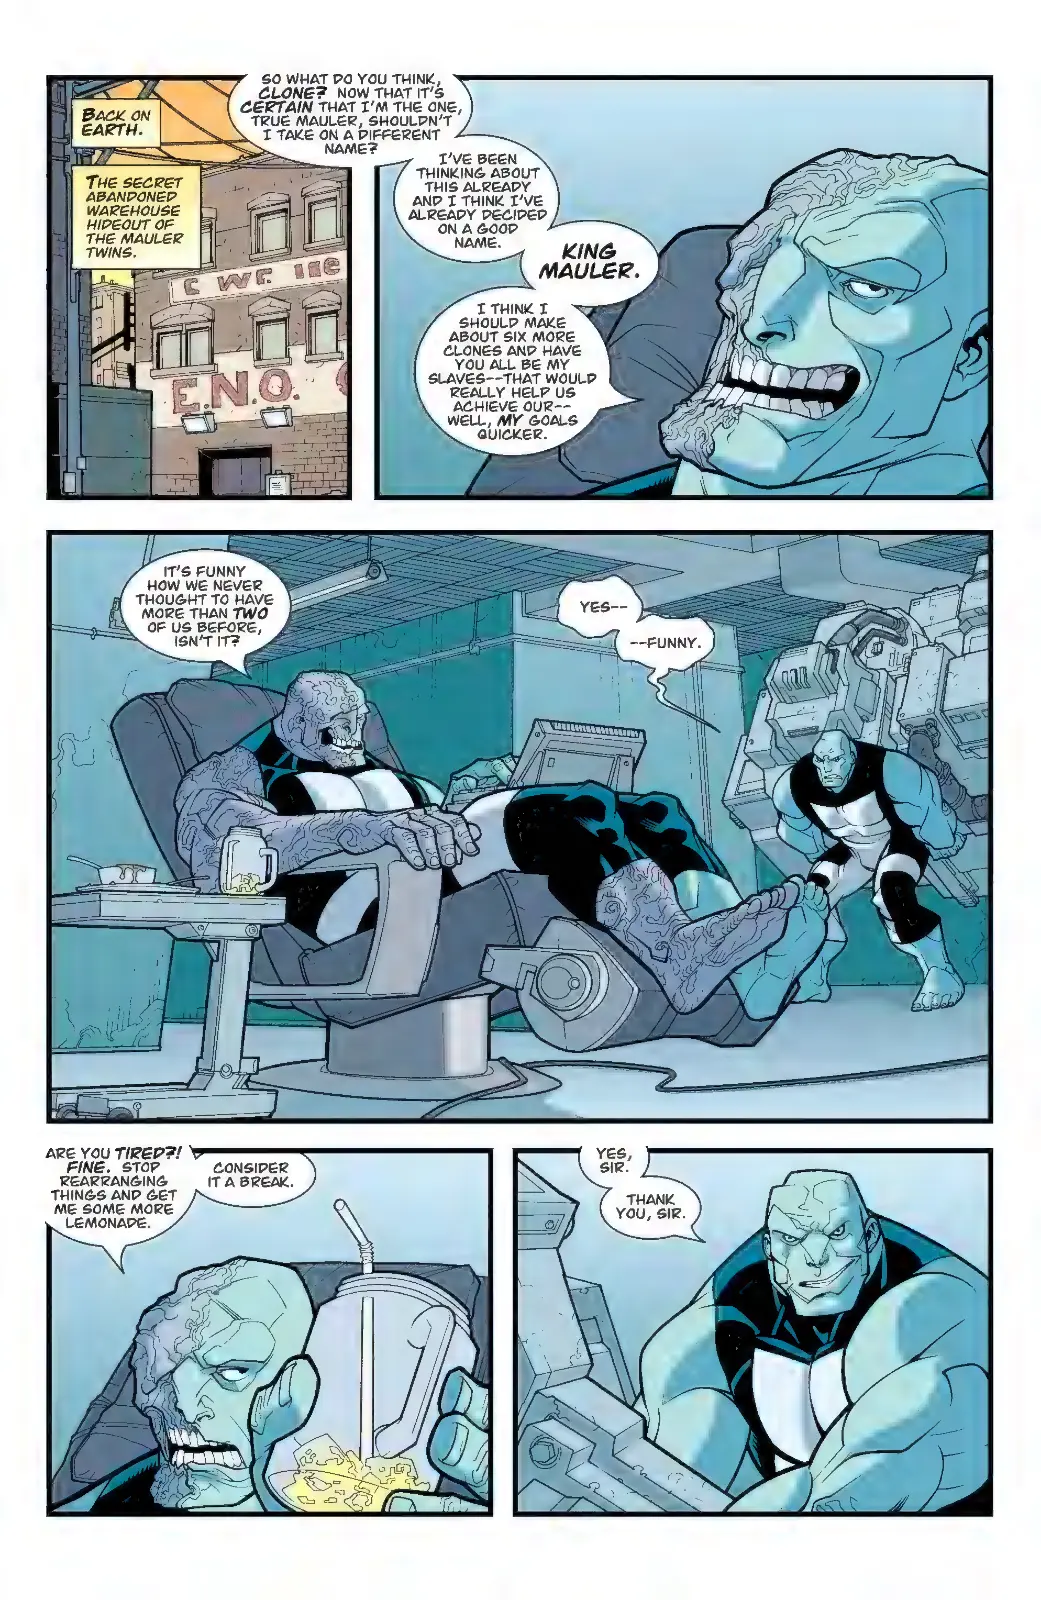 BACK ON
EARTH.
THE SECRET
ABANDONED
WAREHOUSE
HIDEOUT OF
THE MAULER
TWINS.
E.N.O.
SO WHAT DO YOU THINK,
CLONE? NOW THAT IT'S
CERTAIN THAT I'M THE ONE,
TRUE MAULER, SHOULDN'T
I TAKE ON A DIFFERENT
NAME?
I'VE BEEN
THINKING ABOUT
THIS ALREADY
AND I THINK I'VE
ALREADY DECIDED
ON A GOOD
NAME.
KING
MAULER.
I THINK I
SHOULD MAKE
ABOUT SIX MORE
CLONES AND HAVE
YOU ALL BE MY
SLAVES--THAT WOULD
REALLY HELP US
ACHIEVE OUR--
WELL, MY GOALS
QUICKER.
IT'S FUNNY
HOW WE NEVER
THOUGHT TO HAVE
MORE THAN TWO
OF US BEFORE,
ISN'T IT?
YES--
--FUNNY.
ARE YOU TIRED?!
FINE. STOP
REARRANGING
THINGS AND GET
ME SOME MORE
LEMONADE.
CONSIDER
IT A BREAK.
YES,
SIR.
THANK
YOU, SIR.